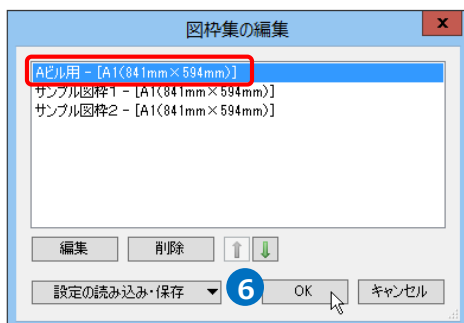 図枠集の編集
x
Aビル用 - [A1(841mm×594mm)]
サンプル図枠1 - [A1(841mm×594mm)]
サンプル図枠2 - [A1(841mm×594mm)]
編集 削除
設定の読み込み・保存 6 OK キャンセル